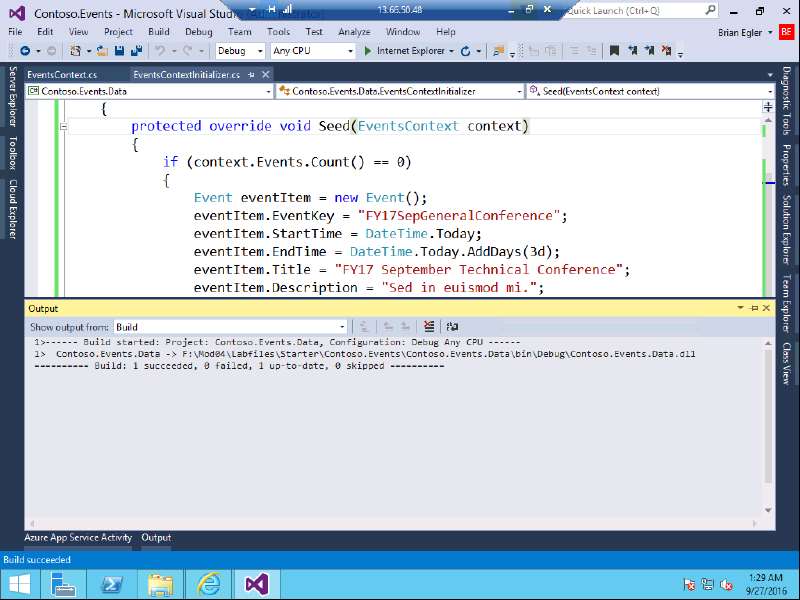 Contoso.Events - Microsoft Visual Stud
13.66.50.48
Quick Launch (Ctrl+Q)
File Edit View Project Build Debug Team Tools Test Analyze Window Help
Brian Egler BE
Debug Any CPU Internet Explorer
EventsContext.cs EventsContextInitializer.cs
Contoso.Events.Data Contoso.Events.Data.EventsContextInitializer Seed(EventsContext context)
{
protected override void Seed(EventsContext context)
{
if (context.Events.Count() == 0)
{
Event eventItem = new Event();
eventItem.EventKey = "FY17SepGeneralConference";
eventItem.StartTime = DateTime.Today;
eventItem.EndTime = DateTime.Today.AddDays(3d);
eventItem.Title = "FY17 September Technical Conference";
eventItem.Description = "Sed in euismod mi.";
Server Explorer
Toolbox
Cloud Explorer
Diagnostic Tools
Properties
Solution Explorer
Team Explorer
Class View
Output
Show output from: Build
1>------ Build started: Project: Contoso.Events.Data, Configuration: Debug Any CPU ------
1> Contoso.Events.Data -> F:\Mod04\Labfiles\Starter\Contoso.Events\Contoso.Events.Data\bin\Debug\Contoso.Events.Data.dll
========== Build: 1 succeeded, 0 failed, 1 up-to-date, 0 skipped ==========
Azure App Service Activity Output
Build succeeded
1:29 AM
9/27/2016